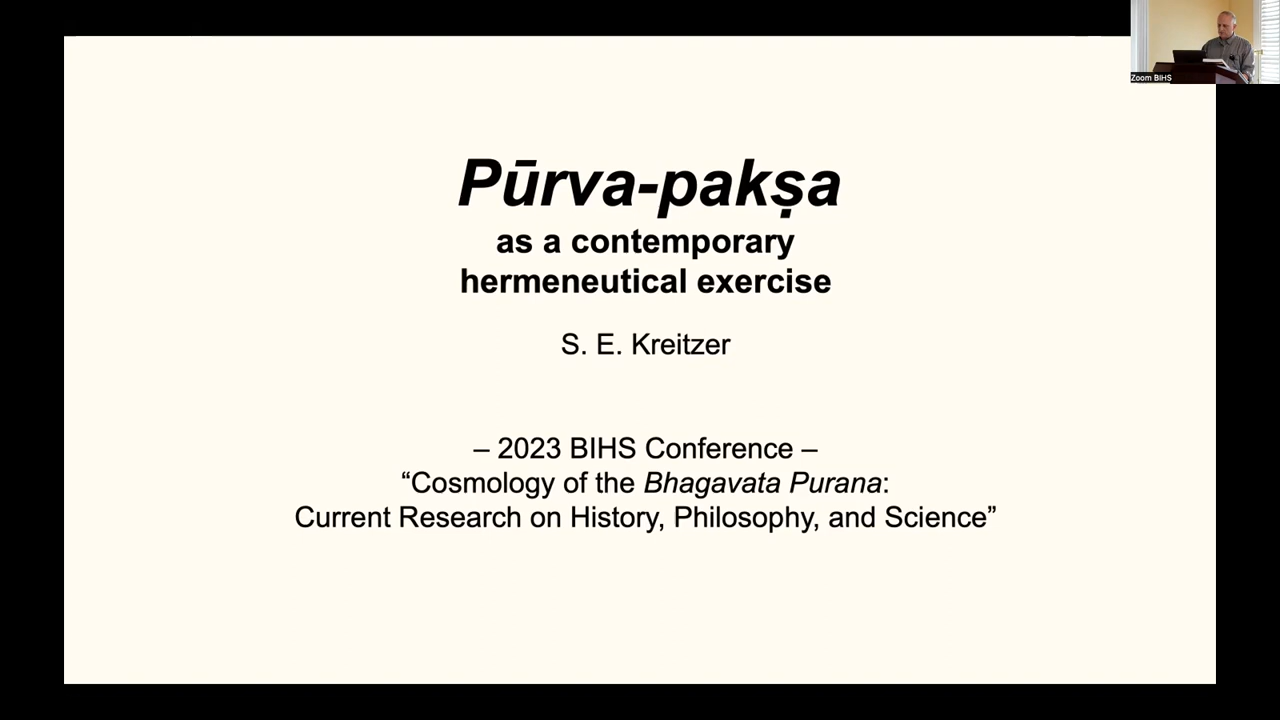 Zoom BIHS
Pūrva-pakṣa
as a contemporary
hermeneutical exercise
S. E. Kreitzer
– 2023 BIHS Conference –
“Cosmology of the Bhagavata Purana:
Current Research on History, Philosophy, and Science”